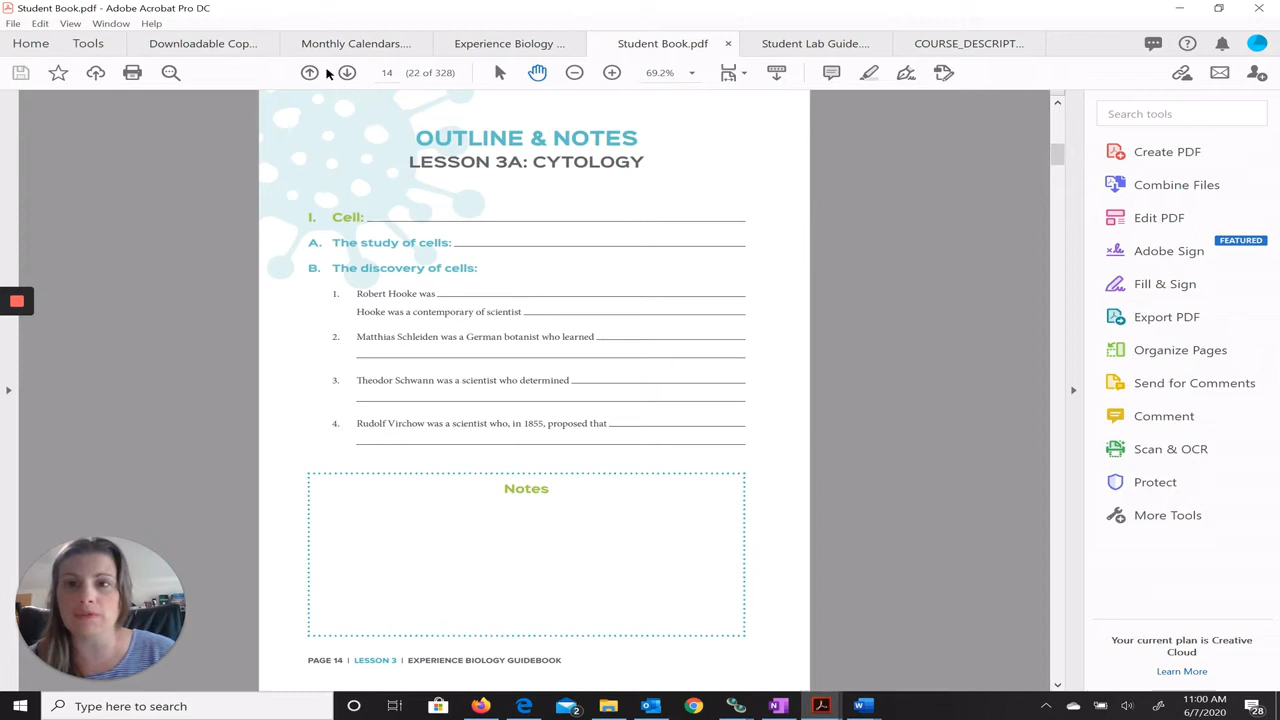 Student Book.pdf - Adobe Acrobat Pro DC
File Edit View Window Help
Home Tools Downloadable Cop... Monthly Calendars.... Experience Biology ... Student Book.pdf × Student Lab Guide.... COURSE_DESCRIPT...
14 (22 of 328) 69.2%
OUTLINE & NOTES
LESSON 3A: CYTOLOGY
I. Cell:
A. The study of cells:
B. The discovery of cells:
1. Robert Hooke was
Hooke was a contemporary of scientist
2. Matthias Schleiden was a German botanist who learned
3. Theodor Schwann was a scientist who determined
4. Rudolf Virchow was a scientist who, in 1855, proposed that
Notes
PAGE 14 | LESSON 3 | EXPERIENCE BIOLOGY GUIDEBOOK
Search tools
Create PDF
Combine Files
Edit PDF
FEATURED
Adobe Sign
Fill & Sign
Export PDF
Organize Pages
Send for Comments
Comment
Scan & OCR
Protect
More Tools
Your current plan is Creative
Cloud
Learn More
Type here to search
2
11:00 AM
6/7/2020
28